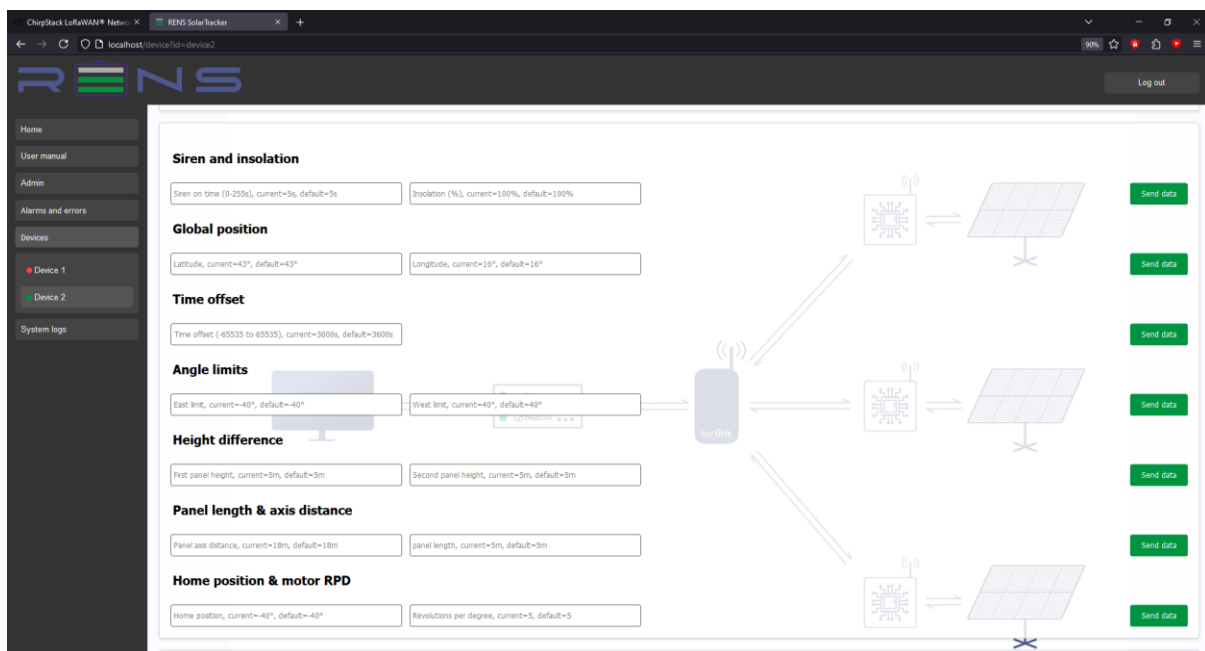 ChirpStack LoRaWAN® Networ
RENS SolarTracker
localhost/device?id=device2
90%
RENS
Log out
Home
User manual
Admin
Alarms and errors
Devices
Device 1
Device 2
System logs
Siren and insolation
Siren on time (0-255s), current=5s, default=5s
Insolation (%), current=100%, default=100%
Send data
Global position
Latitude, current=43°, default=43°
Longitude, current=16°, default=16°
Send data
Time offset
Time offset (-65535 to 65535), current=3600s, default=3600s
Send data
Angle limits
East limit, current=-40°, default=-40°
West limit, current=40°, default=40°
Send data
kerlink
Height difference
First panel height, current=5m, default=5m
Second panel height, current=5m, default=5m
Send data
Panel length & axis distance
Panel axis distance, current=18m, default=18m
panel length, current=5m, default=5m
Send data
Home position & motor RPD
Home position, current=-40°, default=-40°
Revolutions per degree, current=5, default=5
Send data